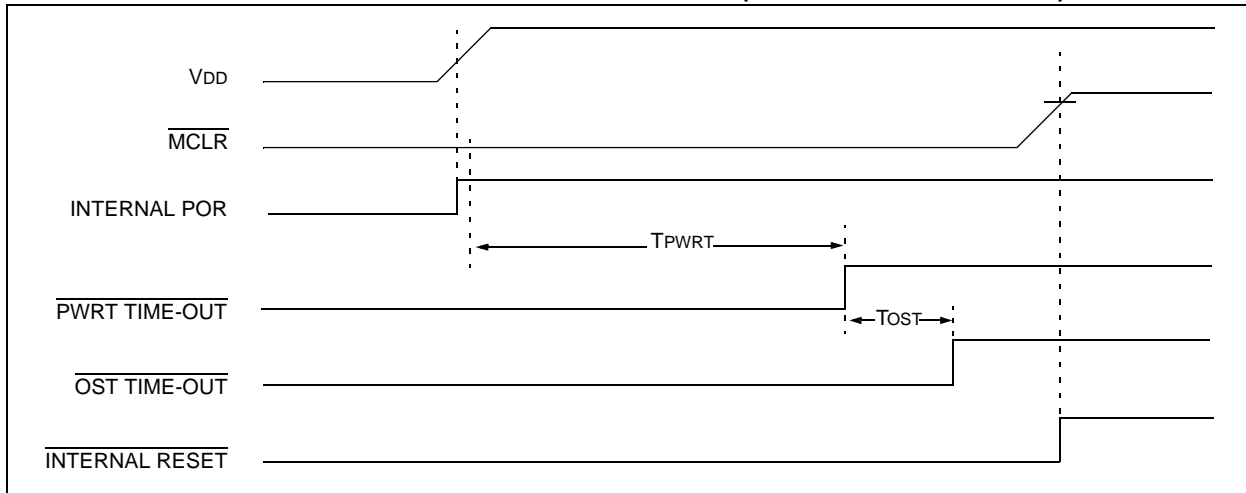 VDD
MCLR
INTERNAL POR
TPWRT
PWRT TIME-OUT
TOST
OST TIME-OUT
INTERNAL RESET